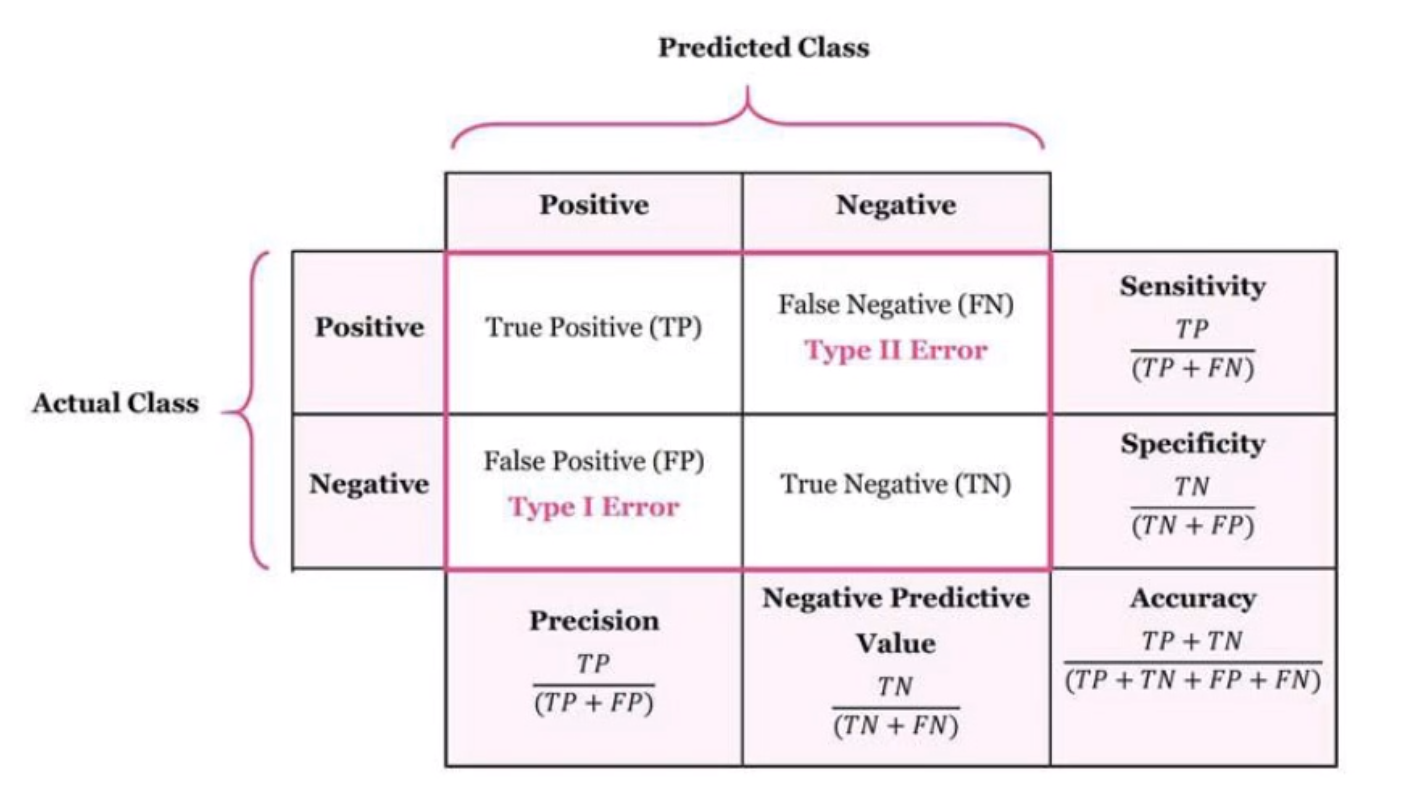 Predicted Class
Positive Negative
Actual Class
Positive
True Positive (TP)
False Negative (FN)
Type II Error
Sensitivity
TP
(TP + FN)
Negative
False Positive (FP)
Type I Error
True Negative (TN)
Specificity
TN
(TN + FP)
Precision
TP
(TP + FP)
Negative Predictive
Value
TN
(TN + FN)
Accuracy
TP + TN
(TP + TN + FP + FN)